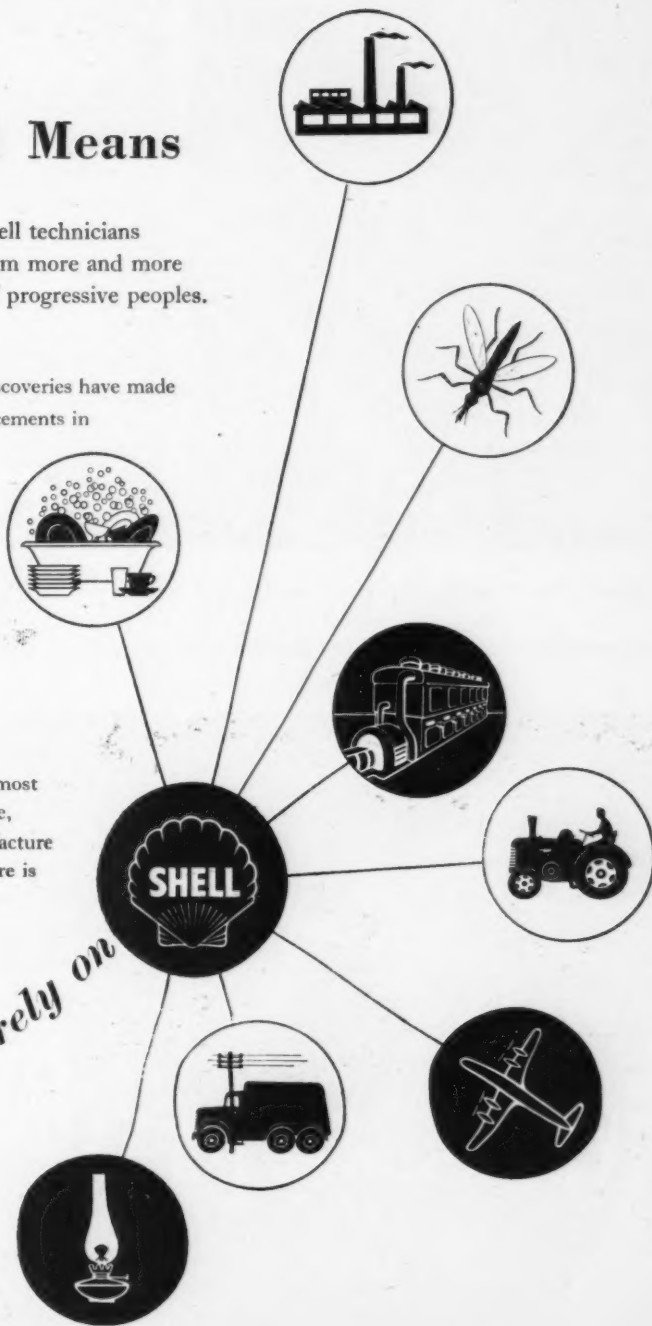 Means
ell technicians
m more and more
progressive peoples.
scoveries have made
cements in
most
e,
acture
re is
SHELL
rely on